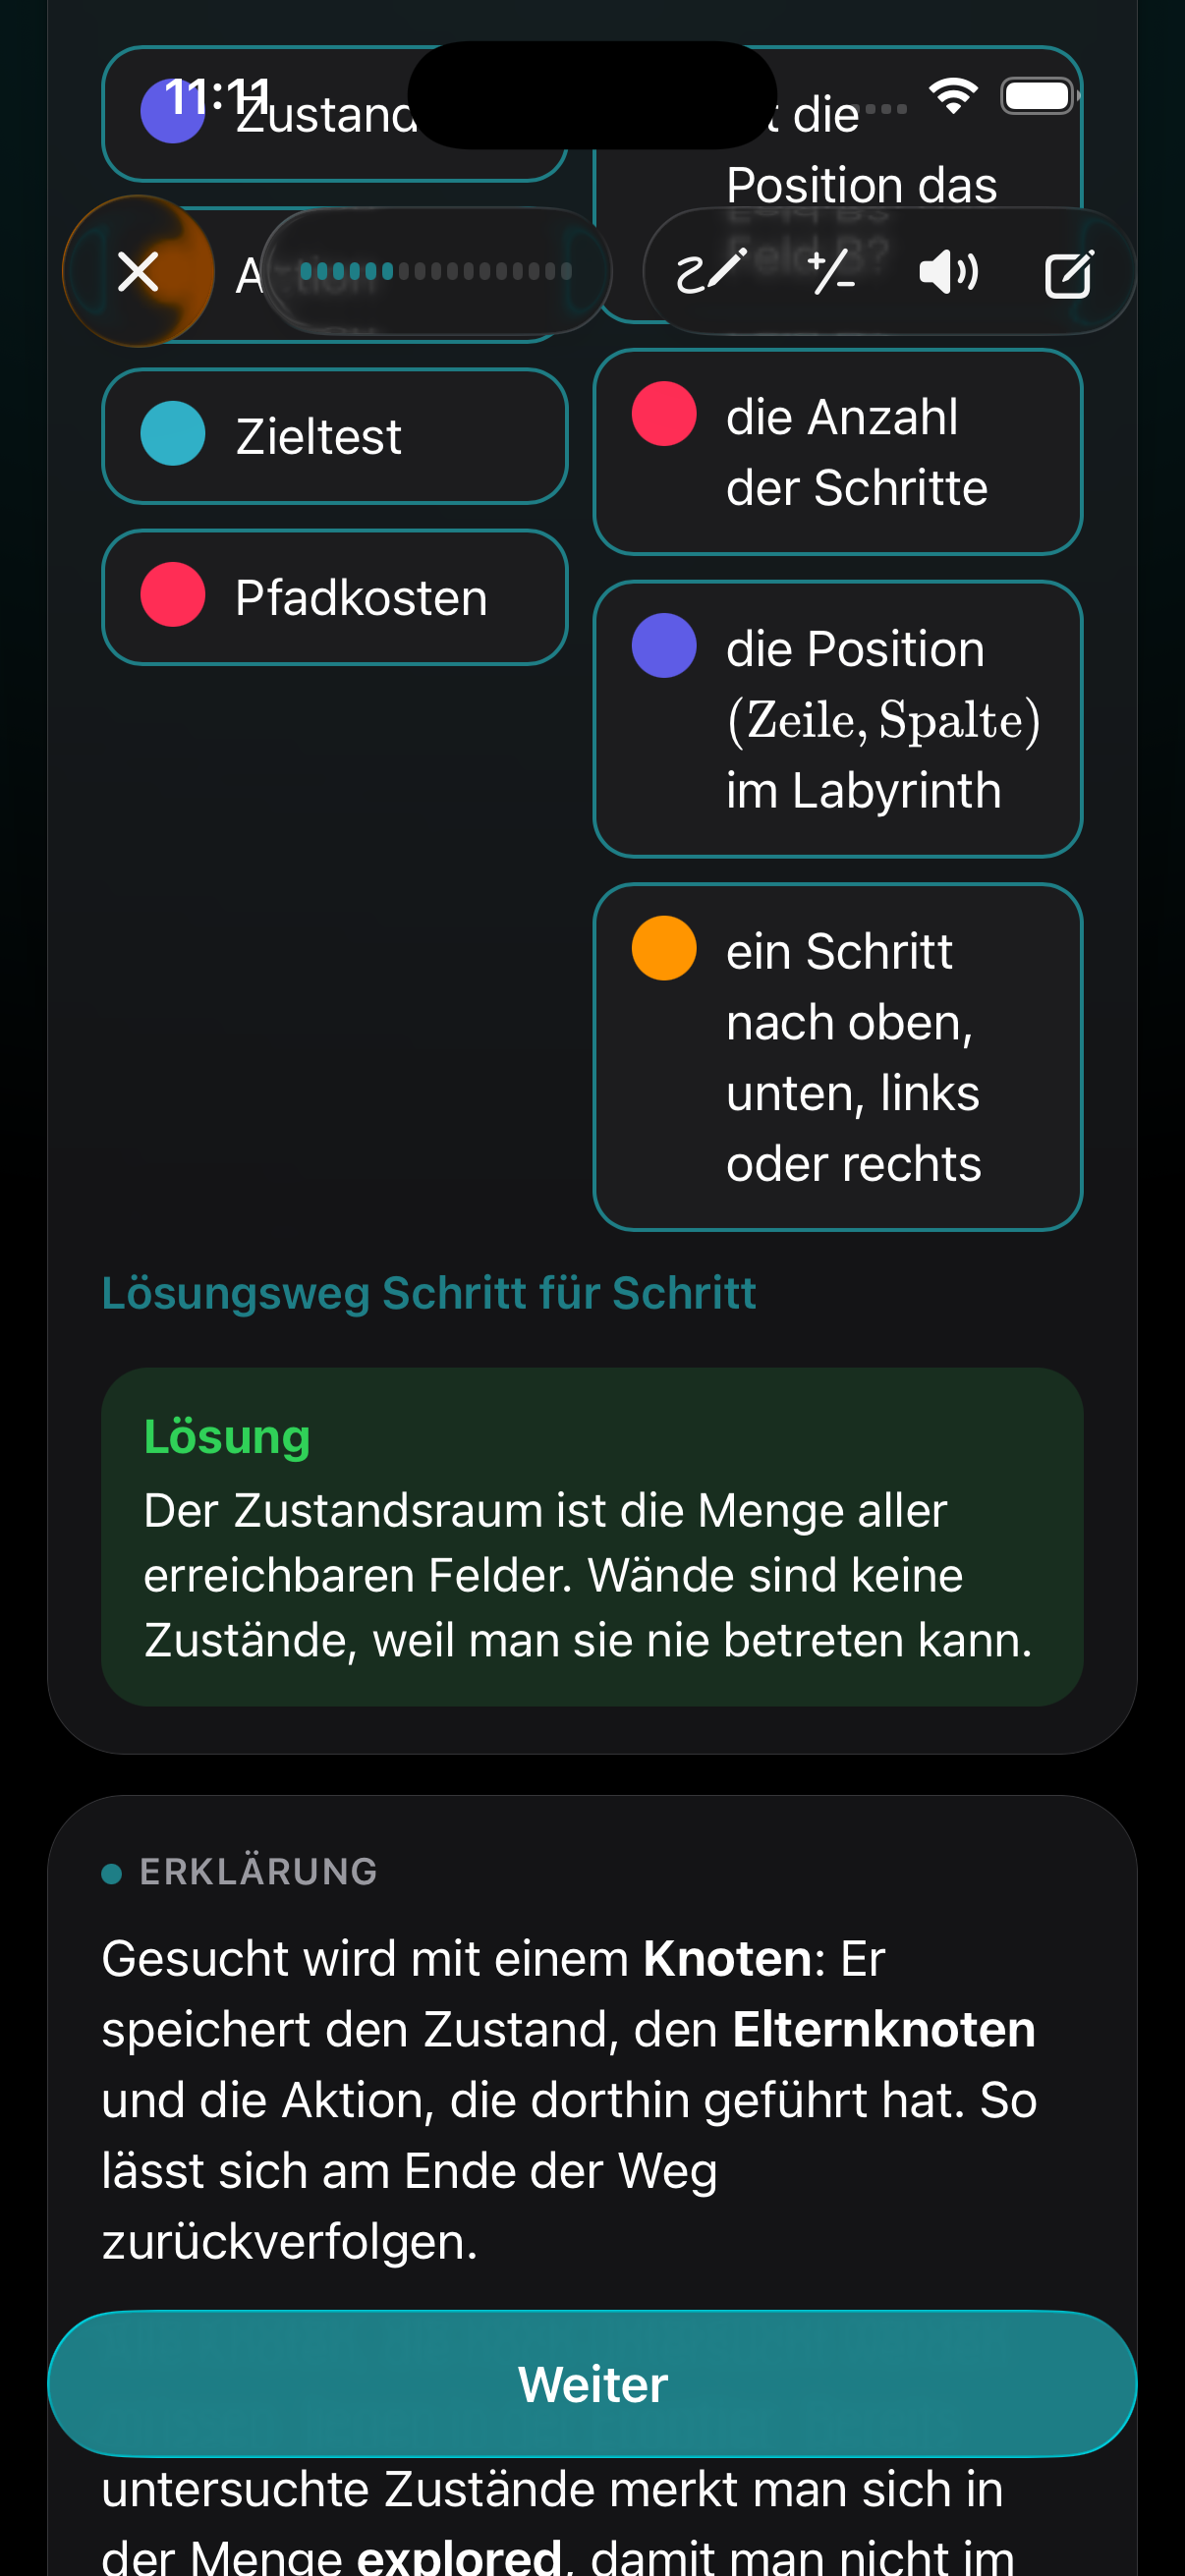 11:11
Zustand
t die
Position das
Feld B?
Aktion
Zieltest
Pfadkosten
die Anzahl
der Schritte
die Position
(Zeile, Spalte)
im Labyrinth
ein Schritt
nach oben,
unten, links
oder rechts
Lösungsweg Schritt für Schritt
Lösung
Der Zustandsraum ist die Menge aller
erreichbaren Felder. Wände sind keine
Zustände, weil man sie nie betreten kann.
ERKLÄRUNG
Gesucht wird mit einem Knoten: Er
speichert den Zustand, den Elternknoten
und die Aktion, die dorthin geführt hat. So
lässt sich am Ende der Weg
zurückverfolgen.
Weiter
untersuchte Zustände merkt man sich in
der Menge explored, damit man nicht im